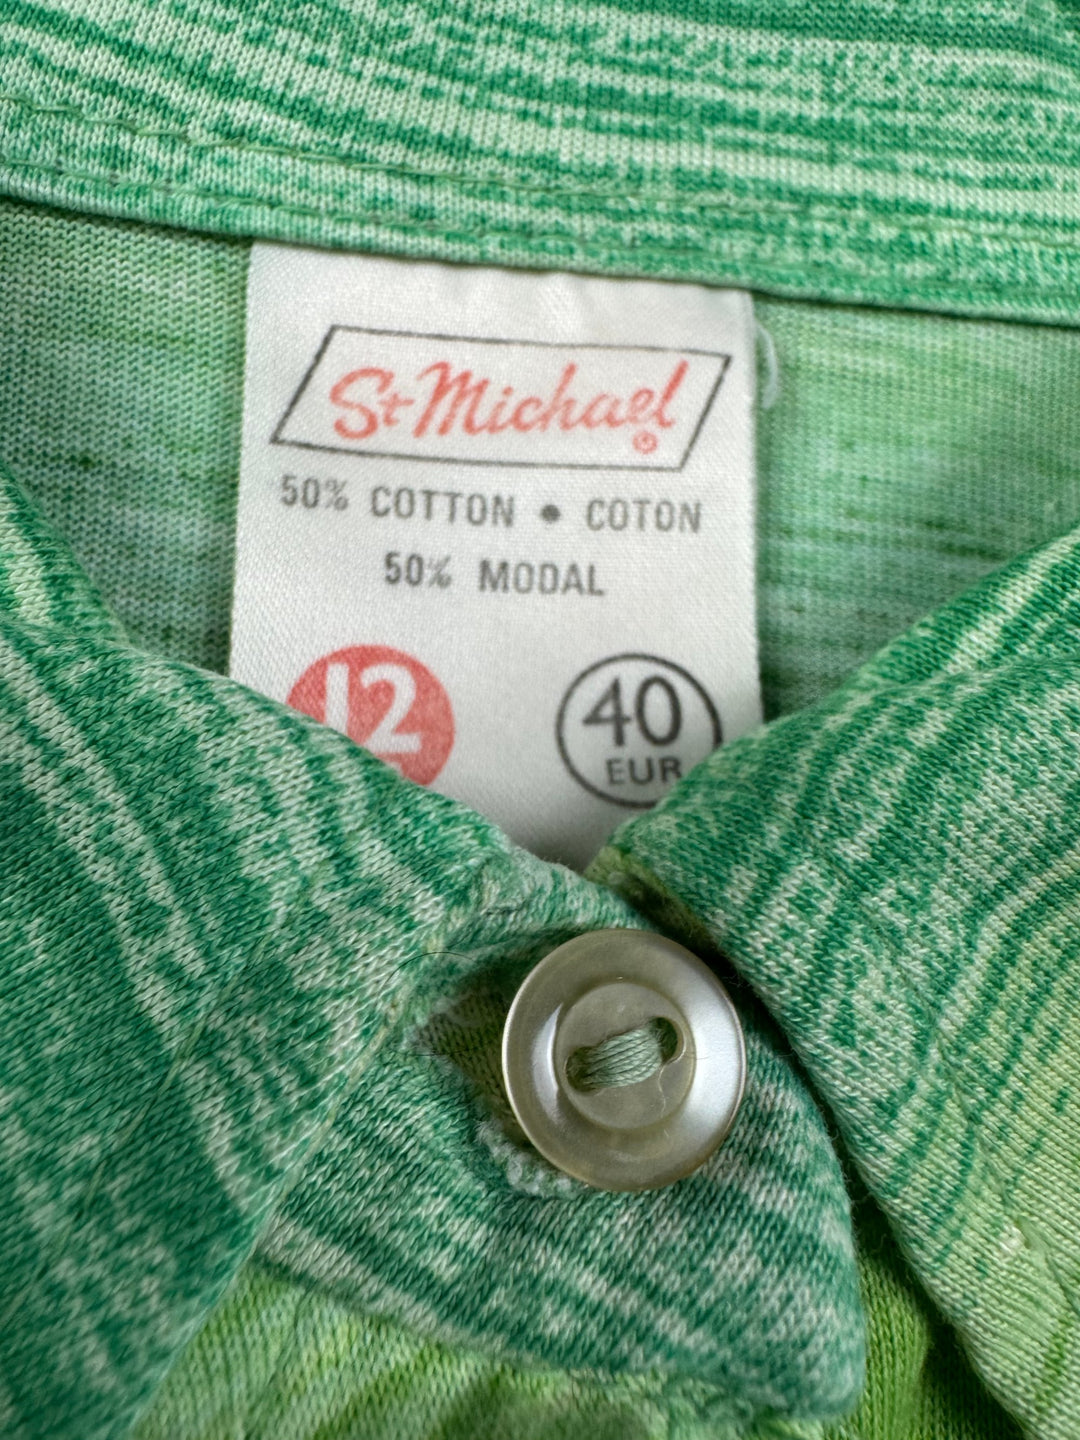 St Michael®
50% COTTON • COTON
50% MODAL
12
40
EUR